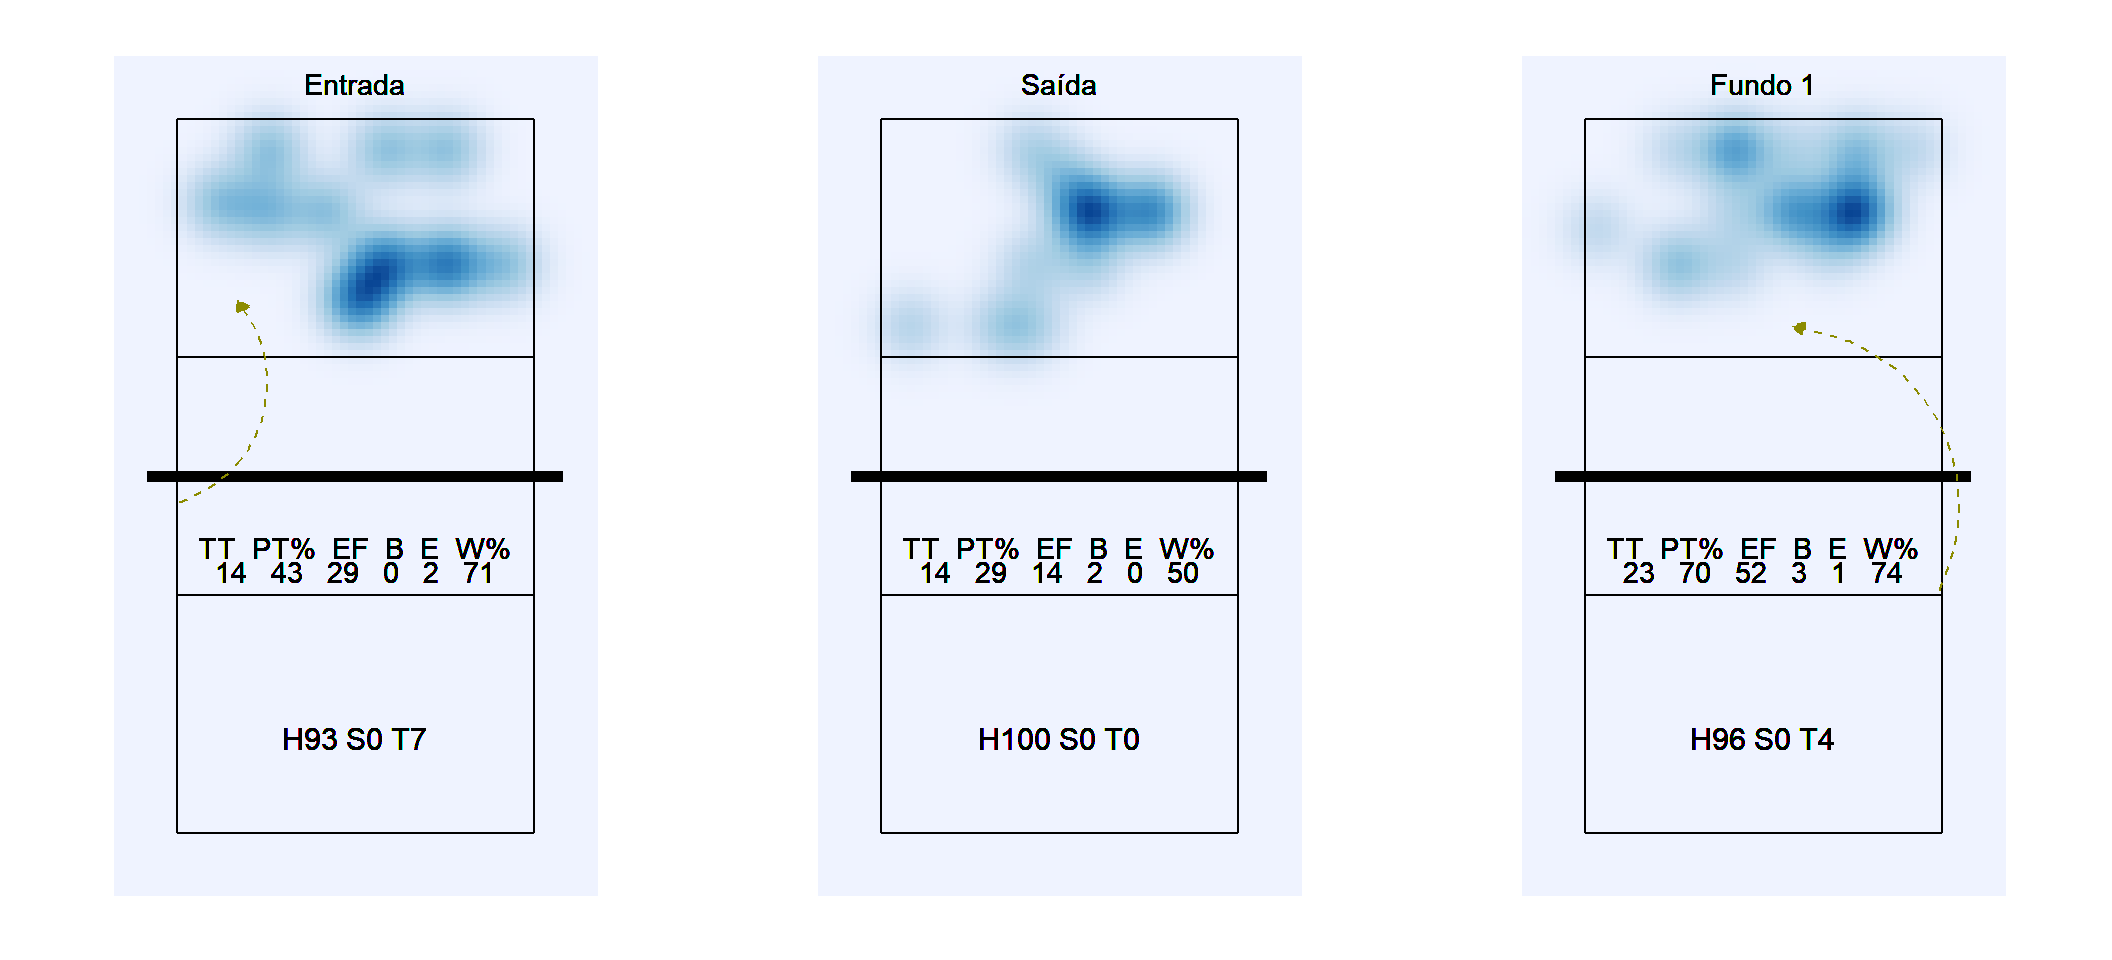 Entrada
TT PT% EF B E W%
14 43 29 0 2 71
H93 S0 T7
Saída
TT PT% EF B E W%
14 29 14 2 0 50
H100 S0 T0
Fundo 1
TT PT% EF B E W%
23 70 52 3 1 74
H96 S0 T4